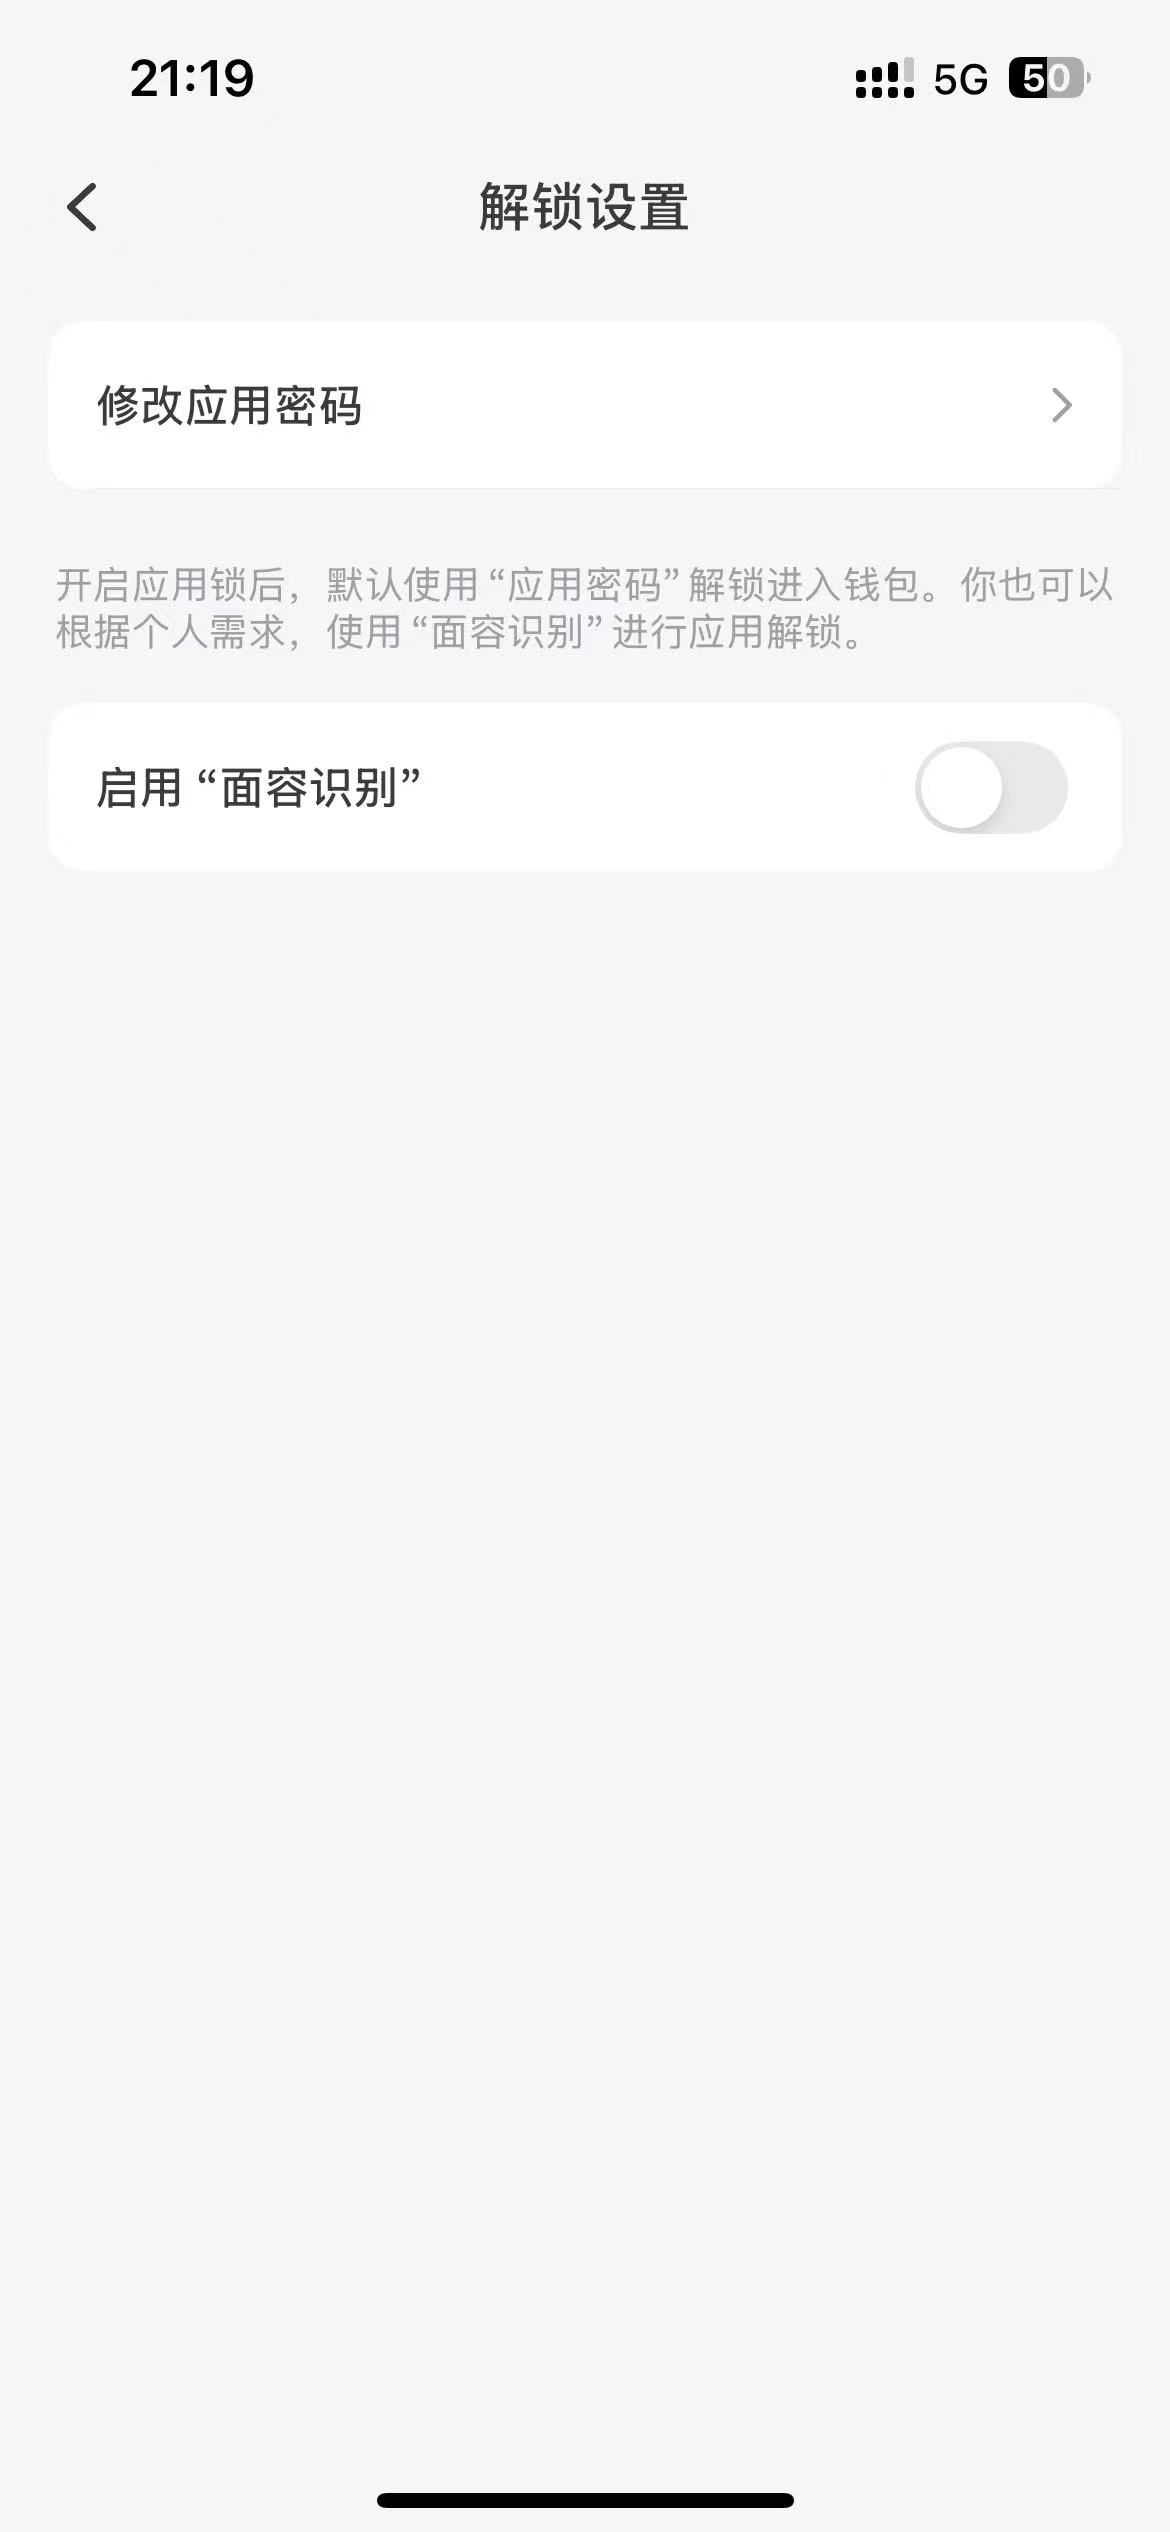 21:19
5G 50
解锁设置
修改应用密码
开启应用锁后，默认使用 “应用密码” 解锁进入钱包。你也可以
根据个人需求，使用 “面容识别” 进行应用解锁。
启用 “面容识别”